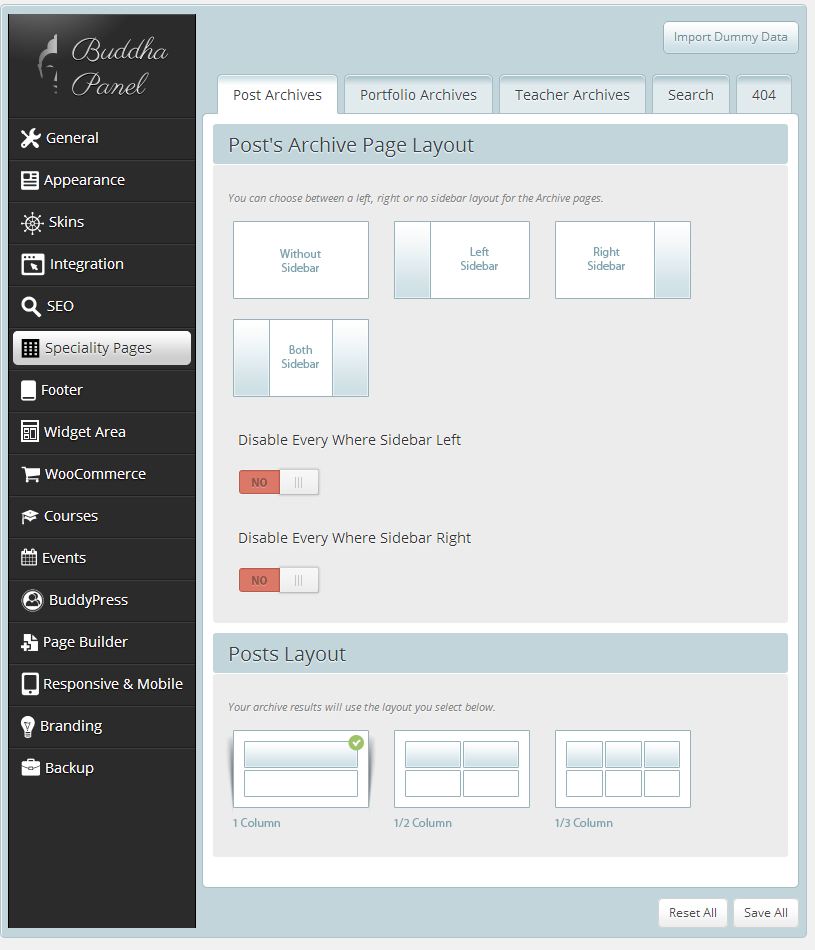 Buddha
Panel
Import Dummy Data
Post Archives
Portfolio Archives
Teacher Archives
Search
404
General
Appearance
Skins
Integration
SEO
Speciality Pages
Footer
Widget Area
WooCommerce
Courses
Events
BuddyPress
Page Builder
Responsive & Mobile
Branding
Backup
Post's Archive Page Layout
You can choose between a left, right or no sidebar layout for the Archive pages.
Without
Sidebar
Left
Sidebar
Right
Sidebar
Both
Sidebar
Disable Every Where Sidebar Left
NO
Disable Every Where Sidebar Right
NO
Posts Layout
Your archive results will use the layout you select below.
1 Column
1/2 Column
1/3 Column
Reset All
Save All